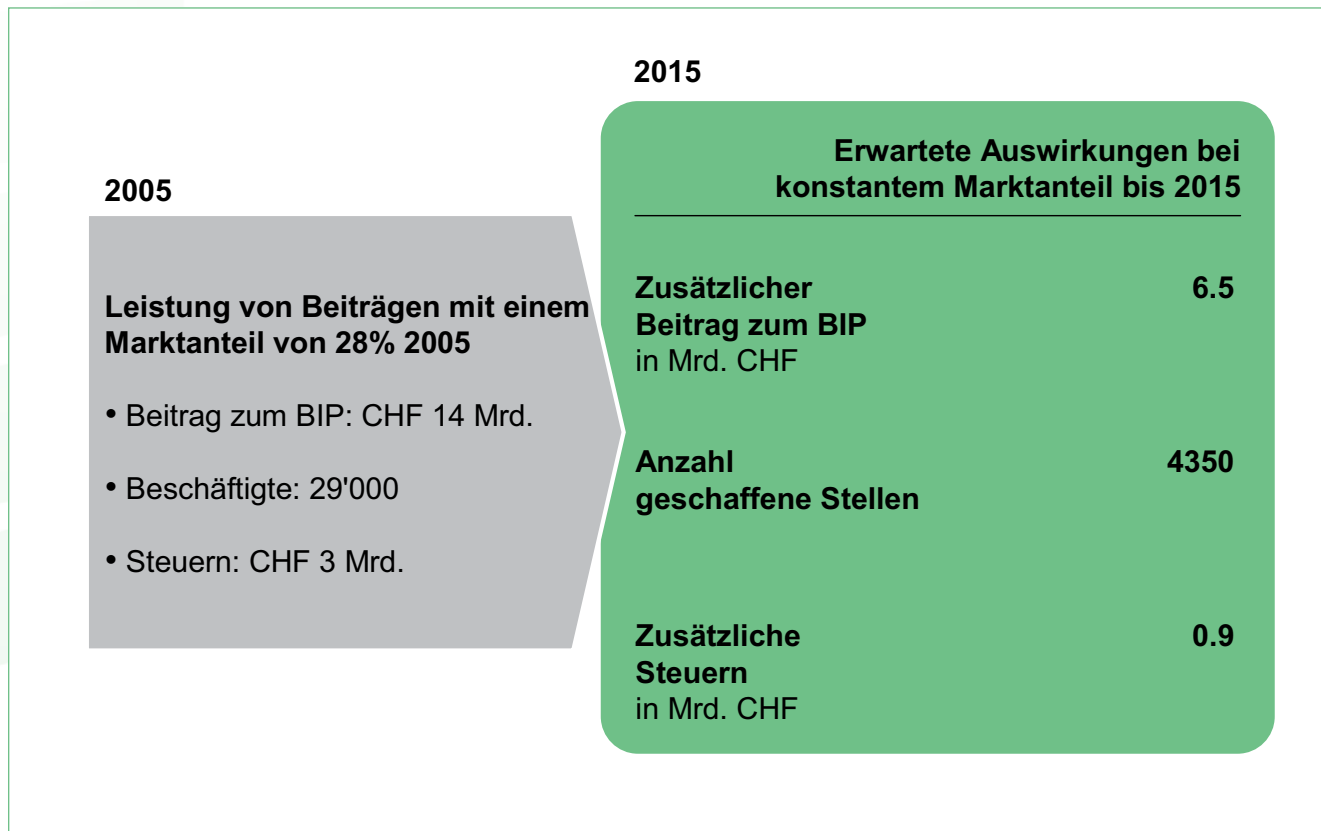 2005
Leistung von Beiträgen mit einem
Marktanteil von 28% 2005
• Beitrag zum BIP: CHF 14 Mrd.
• Beschäftigte: 29'000
• Steuern: CHF 3 Mrd.
2015
Erwartete Auswirkungen bei
konstantem Marktanteil bis 2015
Zusätzlicher 6.5
Beitrag zum BIP
in Mrd. CHF
Anzahl 4350
geschaffene Stellen
Zusätzliche 0.9
Steuern
in Mrd. CHF